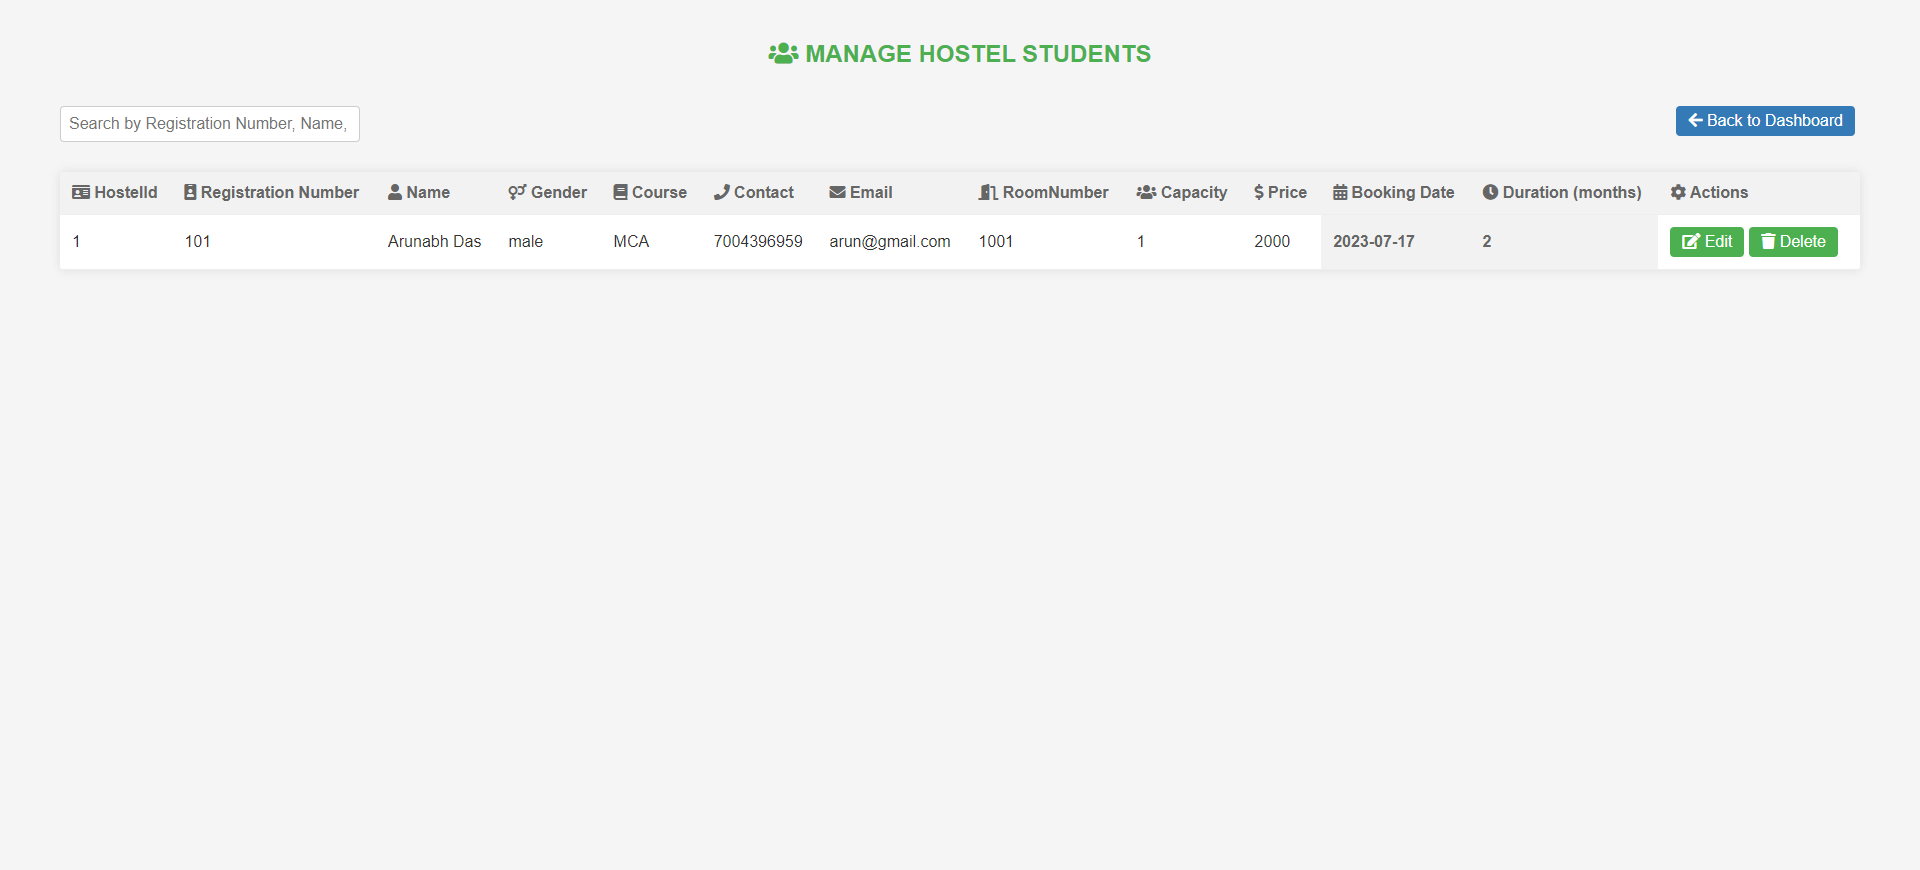 MANAGE HOSTEL STUDENTS
Search by Registration Number, Name,
Back to Dashboard
HostelId Registration Number Name Gender Course Contact Email RoomNumber Capacity Price Booking Date Duration (months) Actions
1 101 Arunabh Das male MCA 7004396959 arun@gmail.com 1001 1 2000 2023-07-17 2 Edit Delete